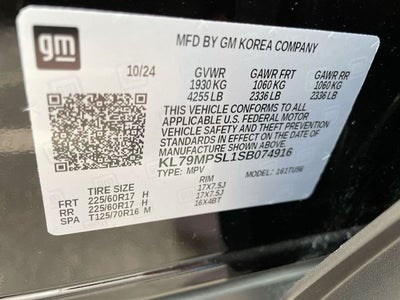 gm
MFD BY GM KOREA COMPANY
10/24 GVWR GAWR FRT GAWR RR
1930 KG 1060 KG 1060 KG
4255 LB 2336 LB 2336 LB
THIS VEHICLE CONFORMS TO ALL
APPLICABLE U.S. FEDERAL MOTOR
VEHICLE SAFETY AND THEFT PREVENTION
STANDARDS IN EFFECT ON THE DATE OF
MANUFACTURE SHOWN ABOVE.
KL79MPSL1SB074916
TYPE: MPV MODEL: 1S1TU56
TIRE SIZE RIM
FRT 225/60R17 H 17X7.5J
RR 225/60R17 H 17X7.5J
SPA T125/70R16 M 16X4BT